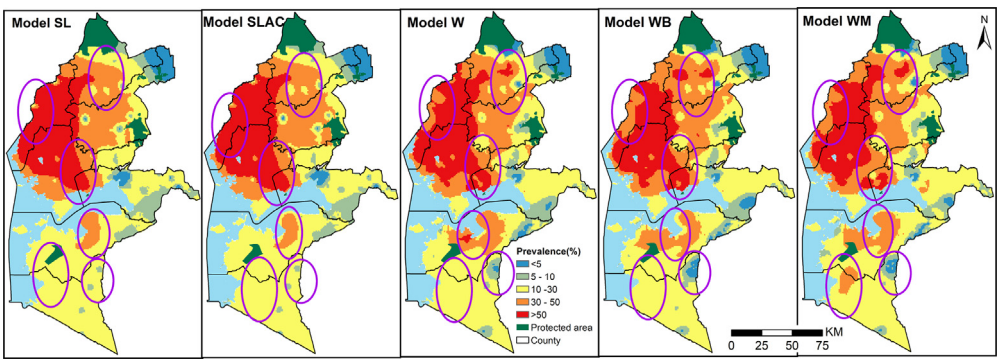 Model SL
Model SLAC
Model W
Model WB
Model WM
N
Prevalence(%)
<5
5 - 10
10 -30
30 - 50
>50
Protected area
County
KM
0 25 50 75